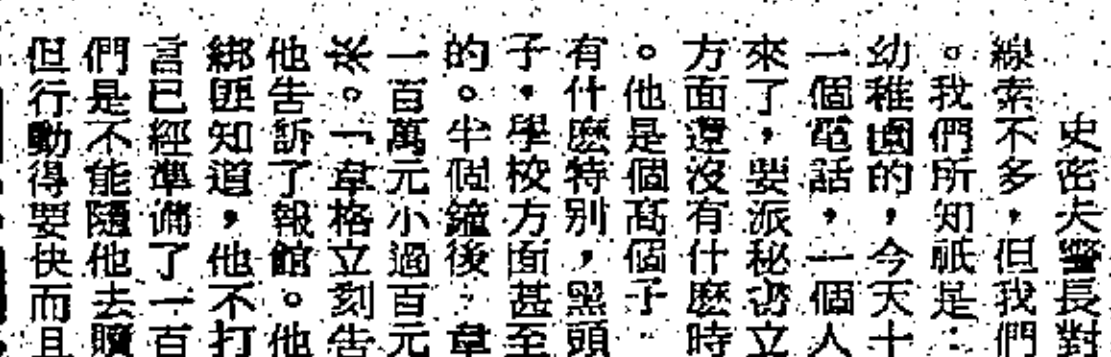 史密夫警長對
線索不多，但我們
。我們所知祇是：
幼稚園的，今天十
一個電話，一個人
來了，要派秘書立
方面還沒有什麼時
。他是個高個子
有什麼特別，黑頭
子，學校方面甚至
的。半個鐘後：韋
一百萬元小過百元
。「韋格立刻告
他告訴了報館。他
綁匪知道，他不打
言已經準備了一百
們是不能隨他去贖
但行動得要快而且